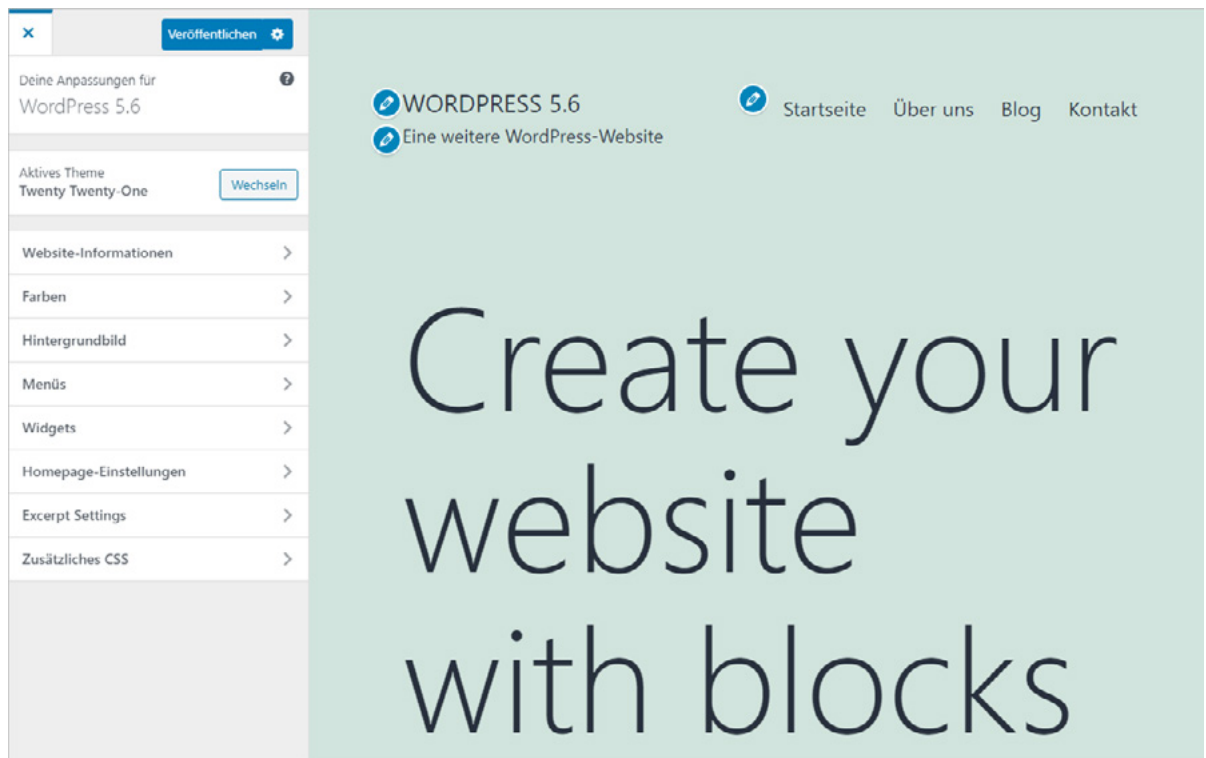 Veröffentlichen
Deine Anpassungen für
WordPress 5.6
Aktives Theme
Twenty Twenty-One
Wechseln
Website-Informationen
Farben
Hintergrundbild
Menüs
Widgets
Homepage-Einstellungen
Excerpt Settings
Zusätzliches CSS
WORDPRESS 5.6
Eine weitere WordPress-Website
Startseite Über uns Blog Kontakt
Create your
website
with blocks